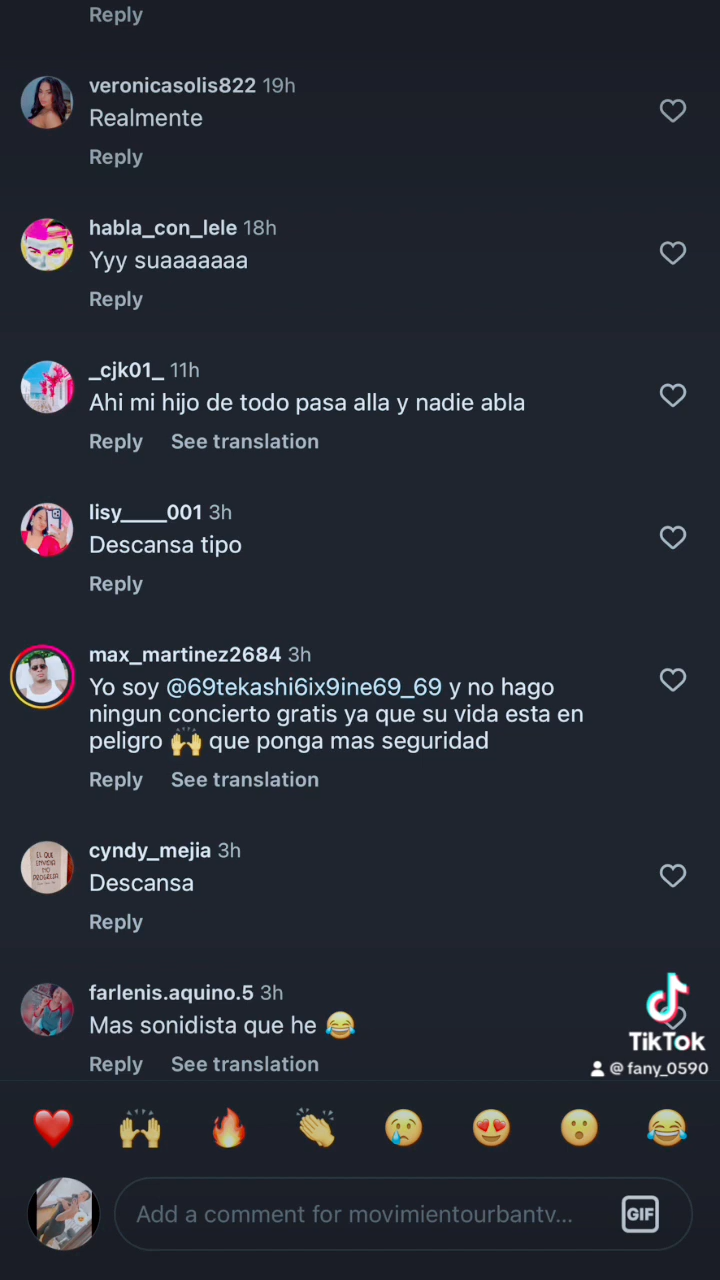 Reply
veronicasolis822 19h
Realmente
Reply
habla_con_lele 18h
Yyy suaaaaaaa
Reply
_cjk01_ 11h
Ahi mi hijo de todo pasa alla y nadie abla
Reply See translation
lisy____001 3h
Descansa tipo
Reply
max_martinez2684 3h
Yo soy @69tekashi6ix9ine69_69 y no hago
ningun concierto gratis ya que su vida esta en
peligro 🙌 que ponga mas seguridad
Reply See translation
cyndy_mejia 3h
Descansa
Reply
farlenis.aquino.5 3h
Mas sonidista que he 😂
Reply See translation
TikTok
@ fany_0590
Add a comment for movimientourbantv...
GIF